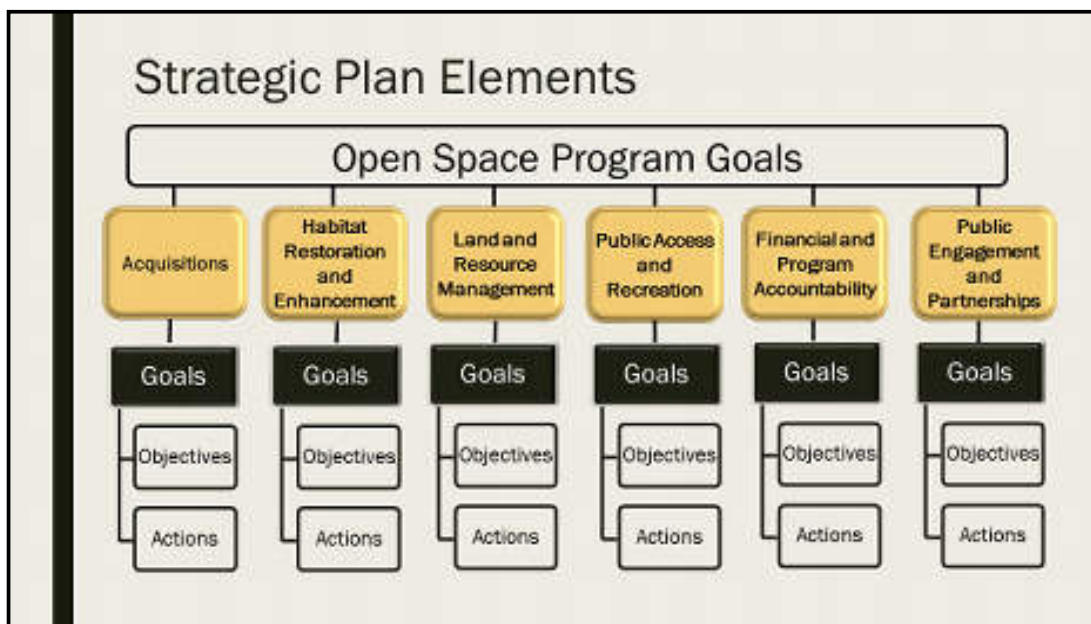 Strategic Plan Elements
Open Space Program Goals
Acquisitions
Habitat
Restoration
and
Enhancement
Land and
Resource
Management
Public Access
and
Recreation
Financial and
Program
Accountability
Public
Engagement
and
Partnerships
Goals
Goals
Goals
Goals
Goals
Goals
Objectives
Objectives
Objectives
Objectives
Objectives
Objectives
Actions
Actions
Actions
Actions
Actions
Actions